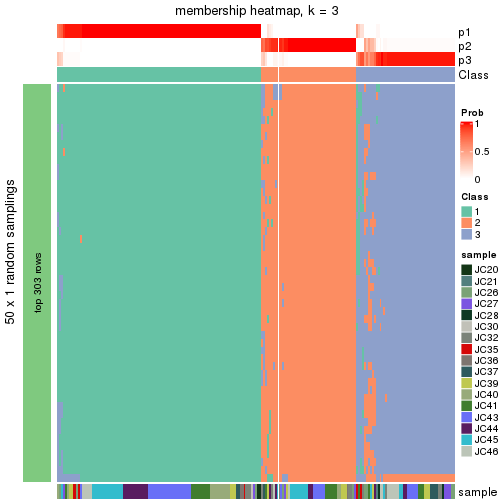 membership heatmap, k = 3
p1
p2
p3
Class
50 x 1 random samplings
top 303 rows
Prob
1
0.5
0
Class
1
2
3
sample
JC20
JC21
JC26
JC27
JC28
JC30
JC32
JC35
JC36
JC37
JC39
JC40
JC41
JC43
JC44
JC45
JC46
sample